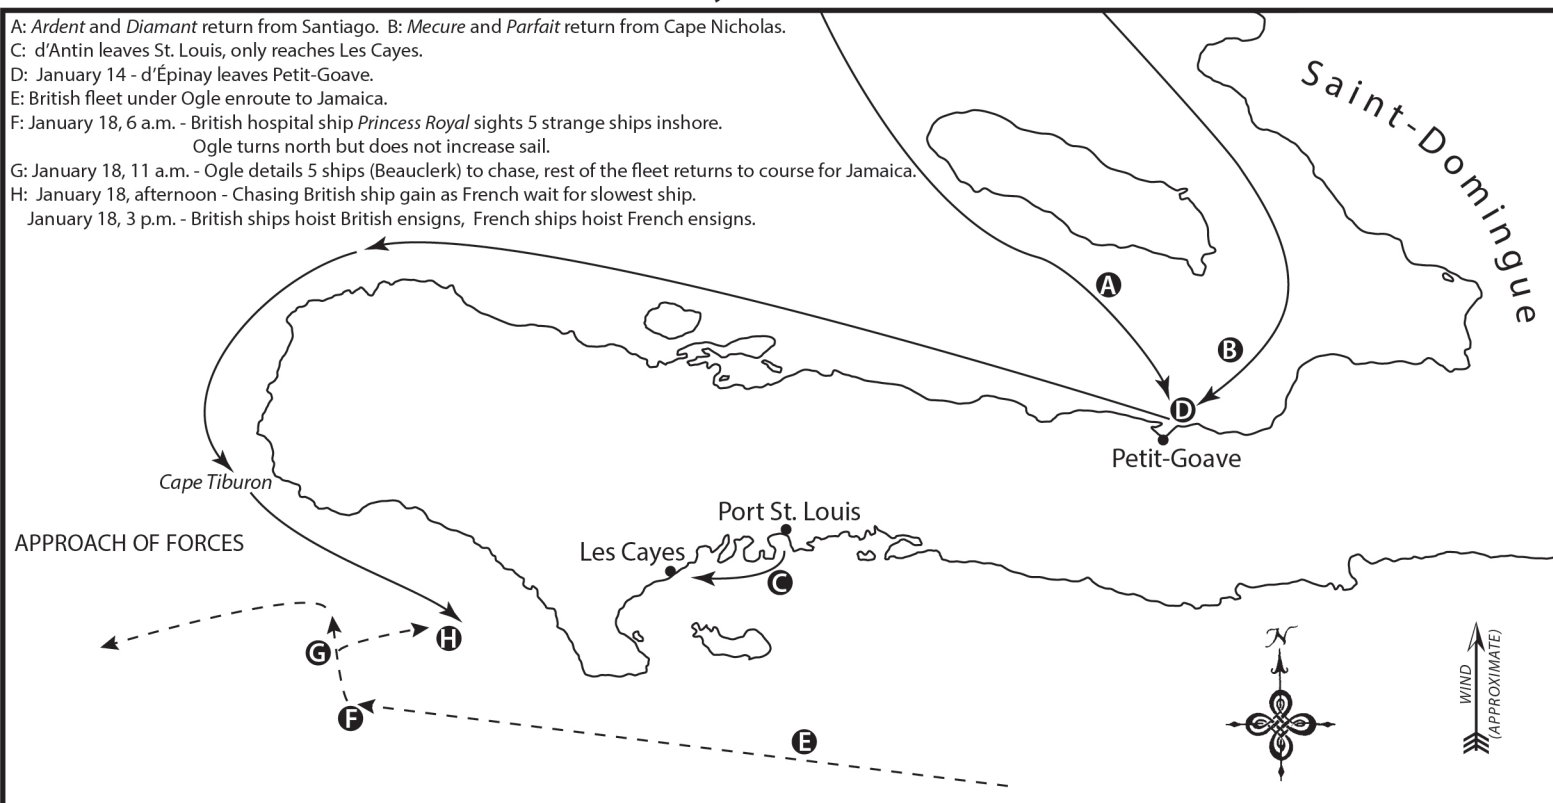 A: Ardent and Diamant return from Santiago.  B: Mecure and Parfait return from Cape Nicholas.
C:  d’Antin leaves St. Louis, only reaches Les Cayes.
D:  January 14 - d’Épinay leaves Petit-Goave.
E: British fleet under Ogle enroute to Jamaica.
F: January 18, 6 a.m. - British hospital ship Princess Royal sights 5 strange ships inshore.
Ogle turns north but does not increase sail.
G: January 18, 11 a.m. - Ogle details 5 ships (Beauclerk) to chase, rest of the fleet returns to course for Jamaica.
H:  January 18, afternoon - Chasing British ship gain as French wait for slowest ship.
January 18, 3 p.m. - British ships hoist British ensigns,  French ships hoist French ensigns.
Saint-Domingue
A
B
D
Petit-Goave
Cape Tiburon
Port St. Louis
APPROACH OF FORCES
Les Cayes
C
G
H
F
E
N
WIND
(APPROXIMATE)